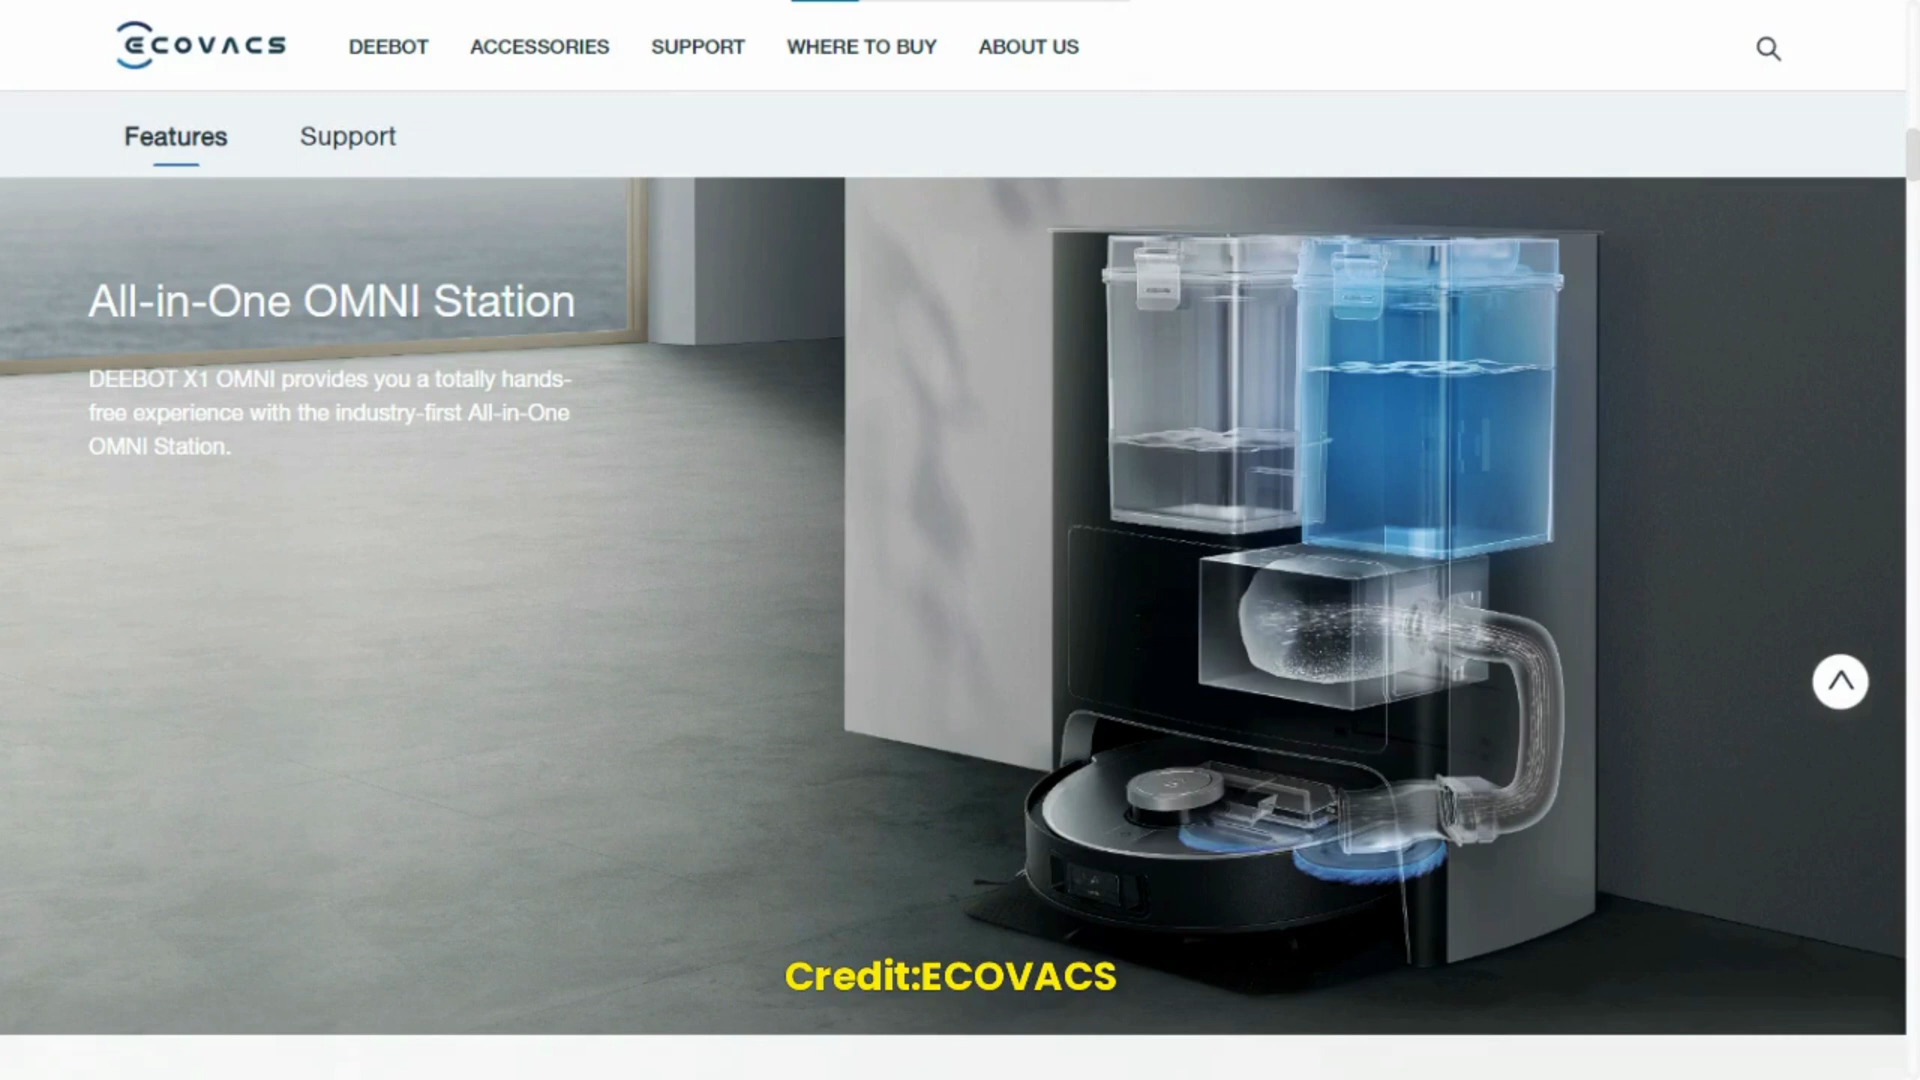 ECOVACS
DEEBOT
ACCESSORIES
SUPPORT
WHERE TO BUY
ABOUT US
Features
Support
All-in-One OMNI Station
DEEBOT X1 OMNI provides you a totally hands-
free experience with the industry-first All-in-One
OMNI Station.
Credit:ECOVACS